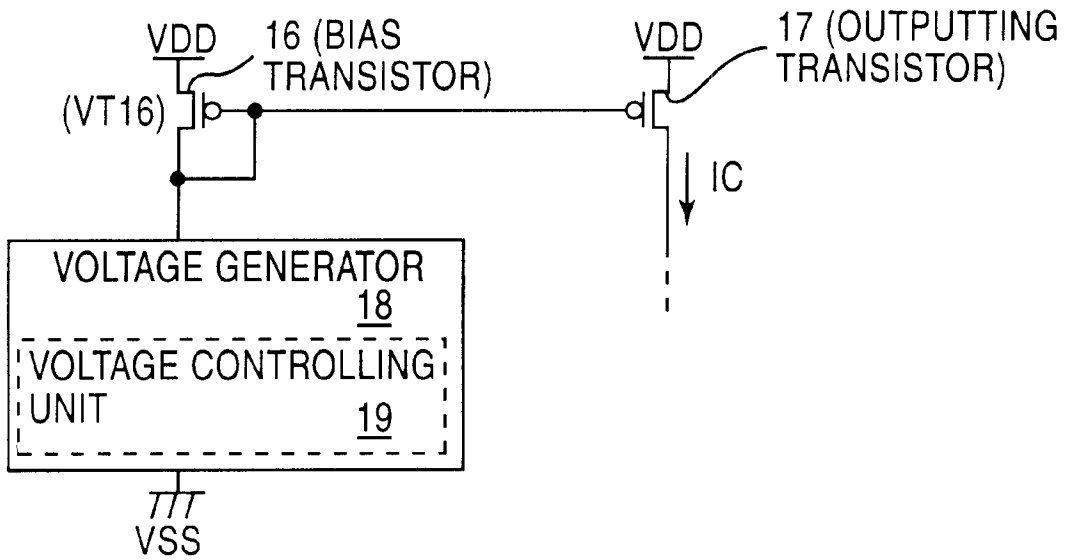 VDD
16 (BIAS
TRANSISTOR)
(VT16)
VDD
17 (OUTPUTTING
TRANSISTOR)
IC
VOLTAGE GENERATOR
18
VOLTAGE CONTROLLING
UNIT
19
VSS